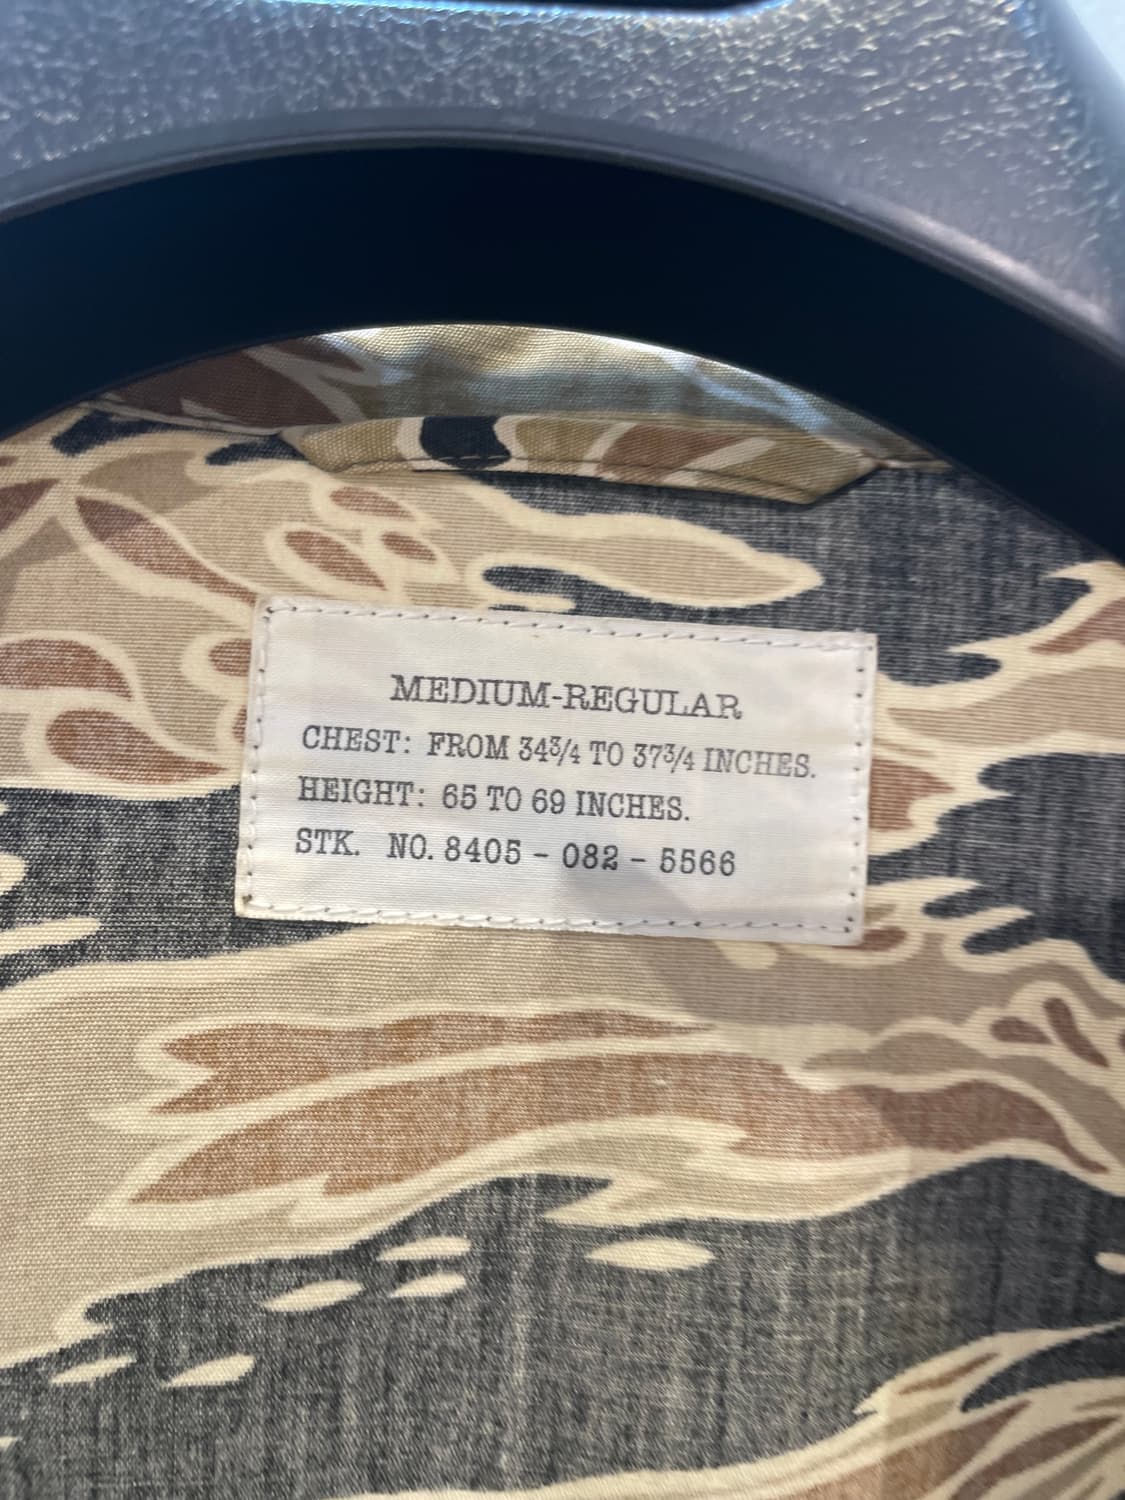 MEDIUM-REGULAR
CHEST: FROM 34¾ TO 37¾ INCHES.
HEIGHT: 65 TO 69 INCHES.
STK. NO. 8405 - 082 - 5566